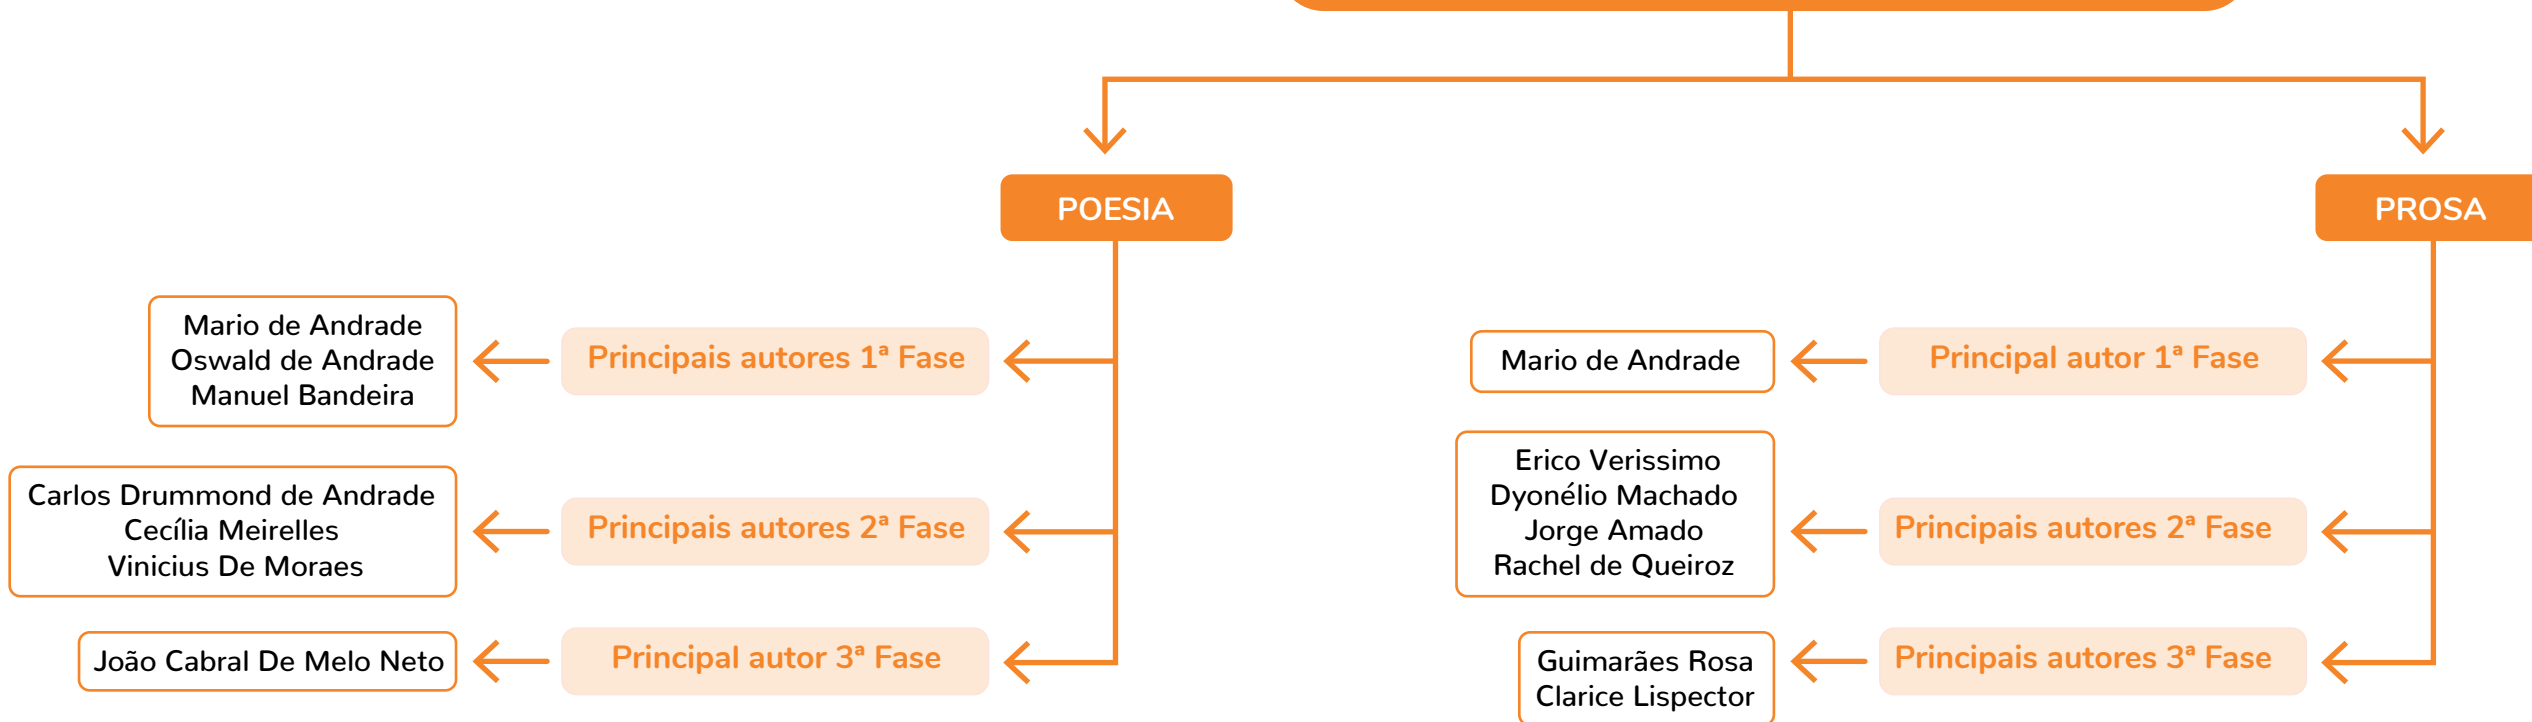 POESIA
Principais autores 1ª Fase
Mario de Andrade
Oswald de Andrade
Manuel Bandeira
Principais autores 2ª Fase
Carlos Drummond de Andrade
Cecília Meirelles
Vinicius De Moraes
Principal autor 3ª Fase
João Cabral De Melo Neto
PROSA
Principal autor 1ª Fase
Mario de Andrade
Principais autores 2ª Fase
Erico Verissimo
Dyonélio Machado
Jorge Amado
Rachel de Queiroz
Principais autores 3ª Fase
Guimarães Rosa
Clarice Lispector